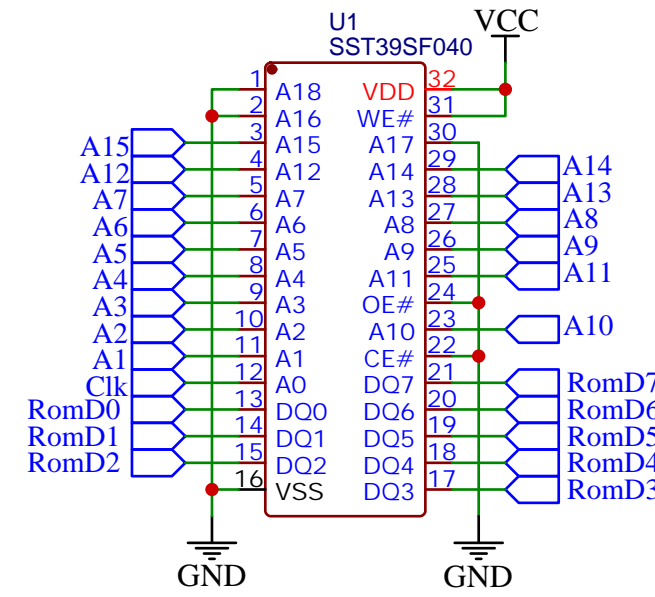 U1
SST39SF040
VCC
1 A18 VDD 32
2 A16 WE# 31
A15 3 A15 A17 30
A12 4 A12 A14 29 A14
A7 5 A7 A13 28 A13
A6 6 A6 A8 27 A8
A5 7 A5 A9 26 A9
A4 8 A4 A11 25 A11
A3 9 A3 OE# 24
A2 10 A2 A10 23 A10
A1 11 A1 CE# 22
Clk 12 A0 DQ7 21 RomD7
RomD0 13 DQ0 DQ6 20 RomD6
RomD1 14 DQ1 DQ5 19 RomD5
RomD2 15 DQ2 DQ4 18 RomD4
16 VSS DQ3 17 RomD3
GND GND